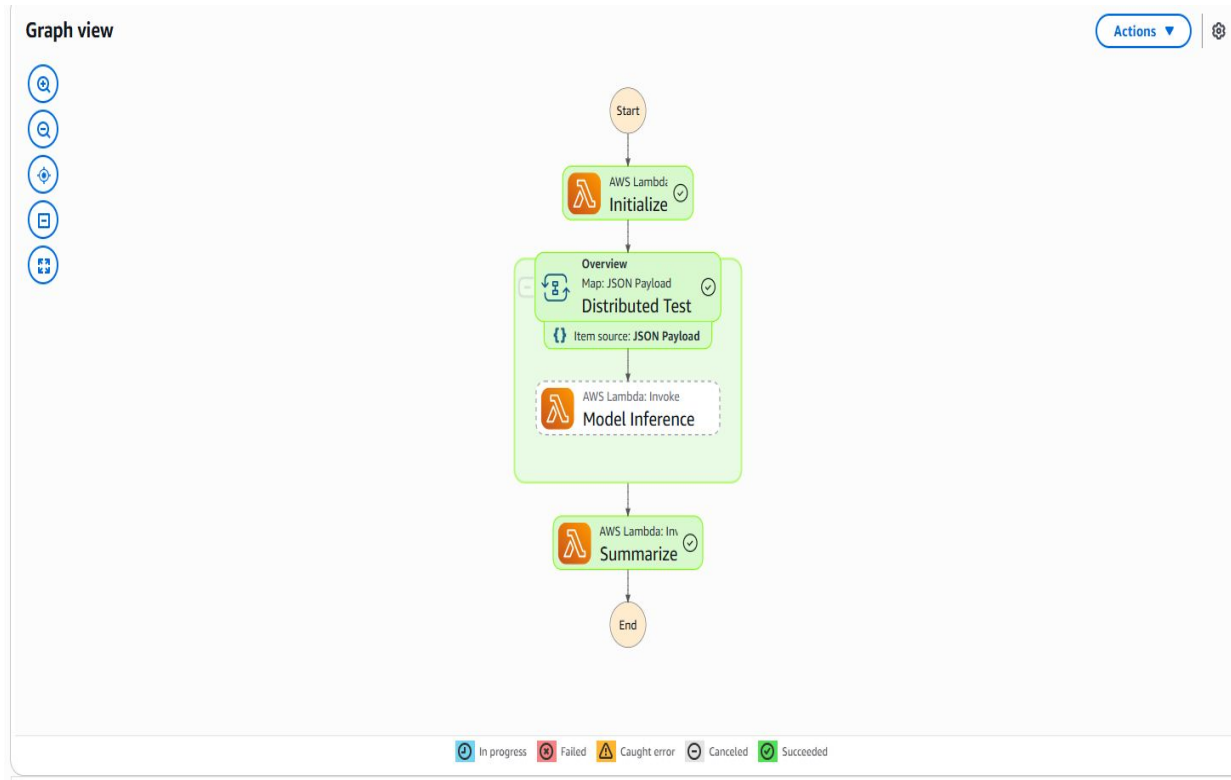 Graph view
Actions
Start
AWS Lambda
Initialize
Overview
Map: JSON Payload
Distributed Test
{} Item source: JSON Payload
AWS Lambda: Invoke
Model Inference
AWS Lambda: Inv
Summarize
End
In progress Failed Caught error Canceled Succeeded